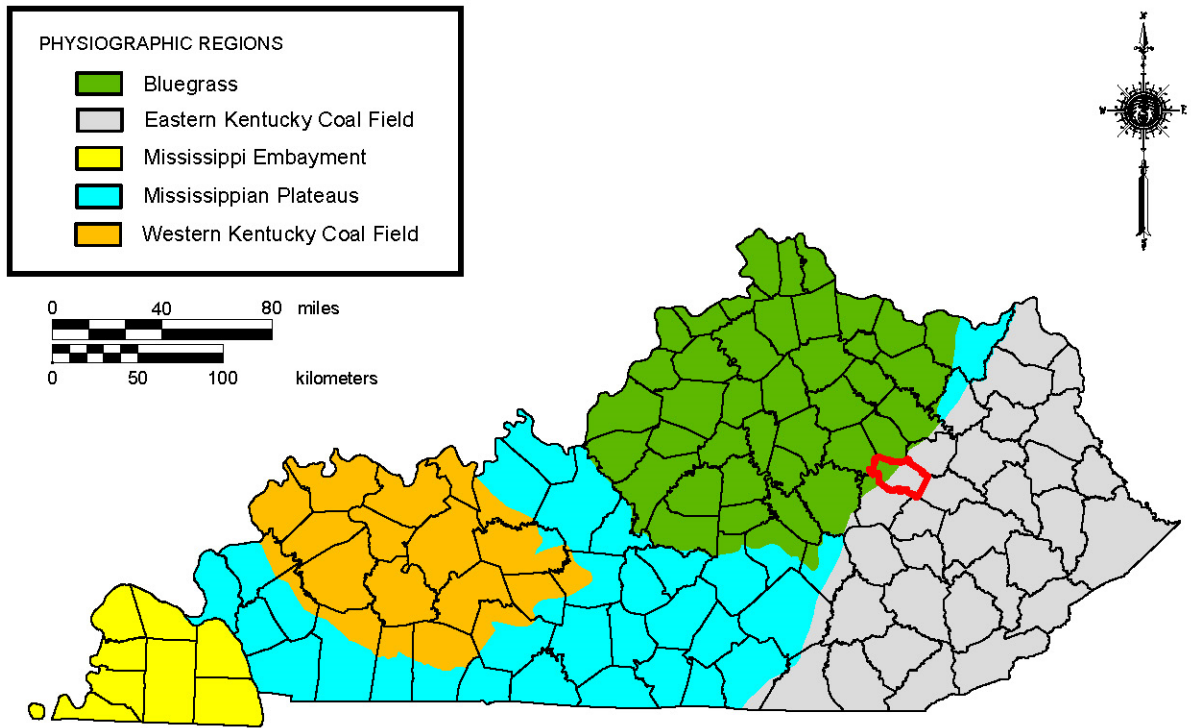 PHYSIOGRAPHIC REGIONS
Bluegrass
Eastern Kentucky Coal Field
Mississippi Embayment
Mississippian Plateaus
Western Kentucky Coal Field
0 40 80 miles
0 50 100 kilometers
N
W E
S